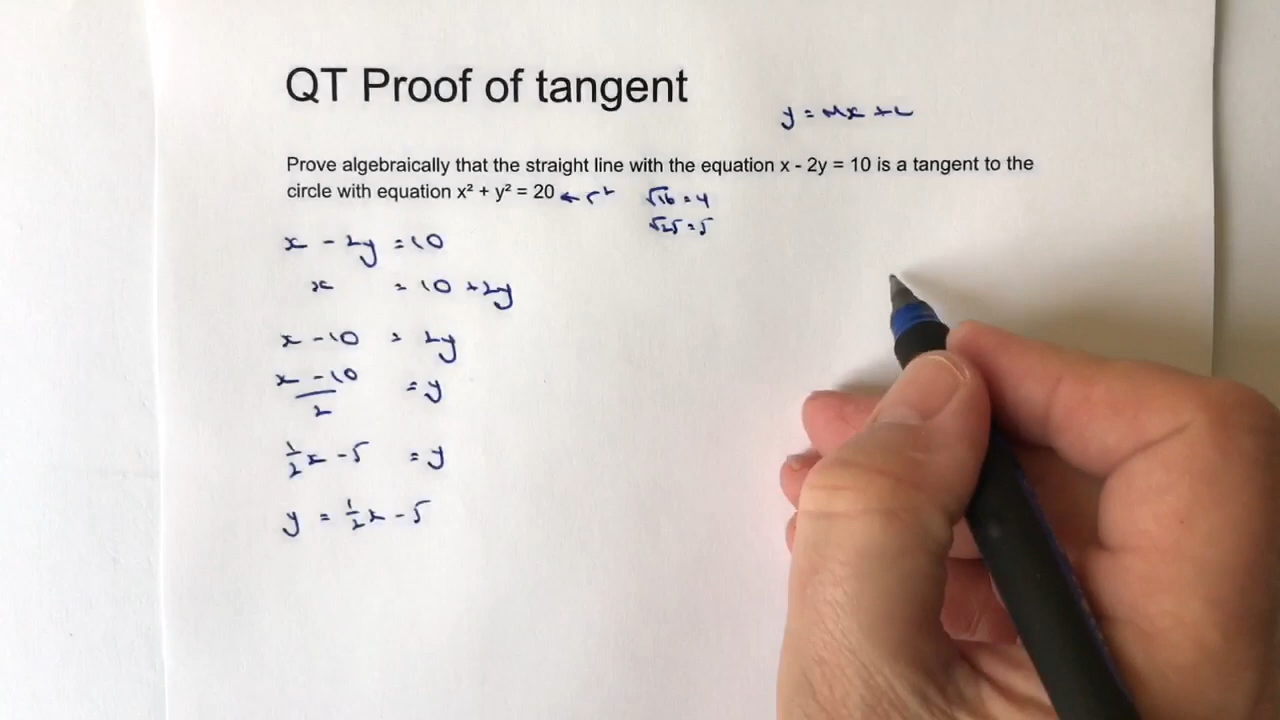 QT Proof of tangent
y = mx + c
Prove algebraically that the straight line with the equation x - 2y = 10 is a tangent to the
circle with equation x² + y² = 20 ← r²
√16 = 4
√25 = 5
x - 2y = 10
x = 10 + 2y
x - 10 = 2y
x - 10 / 2 = y
1/2 x - 5 = y
y = 1/2 x - 5